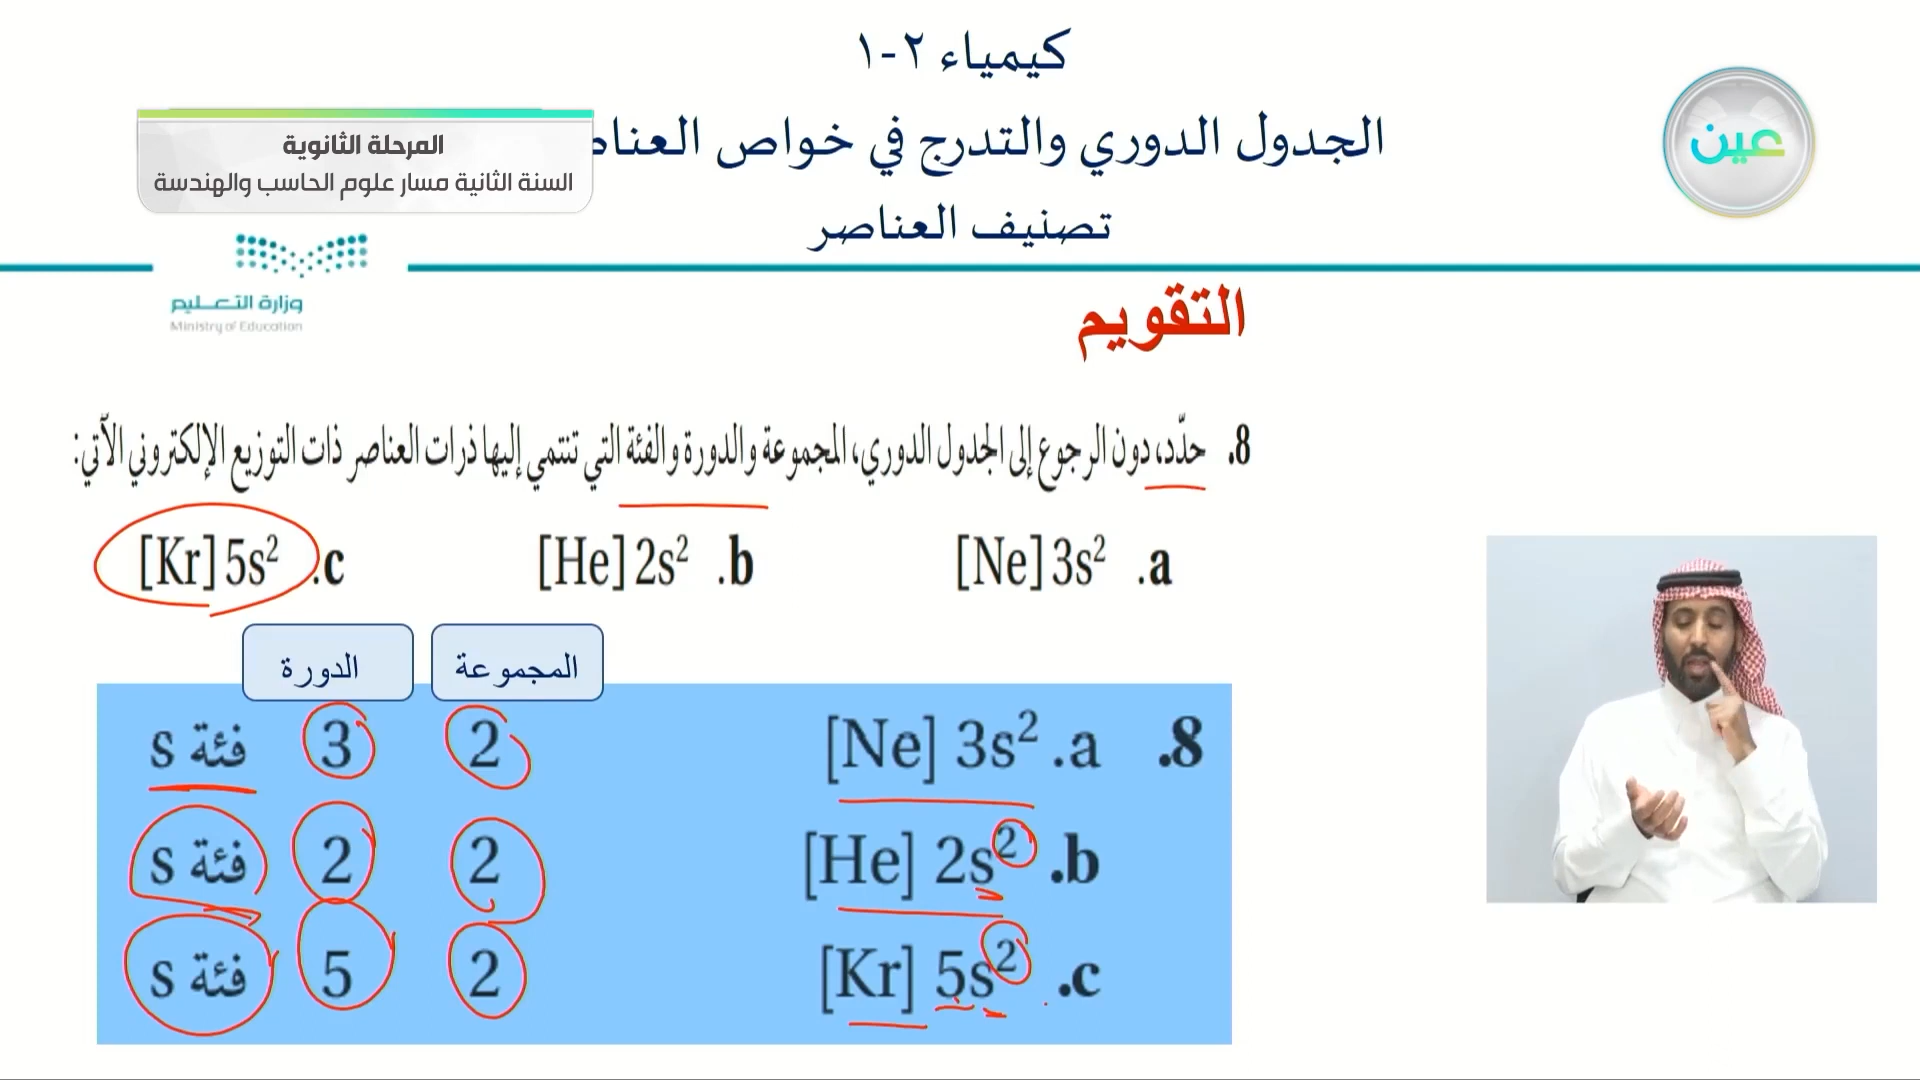 كيمياء ٢-١
الجدول الدوري والتدرج في خواص
المرحلة الثانوية
السنة الثانية مسار علوم الحاسب والهندسة
عين
تصنيف العناصر
وزارة التعليم
Ministry of Education
التقويم
8. حدّد، دون الرجوع إلى الجدول الدوري، المجموعة والدورة والفئة التي تنتمي إليها ذرات العناصر ذات التوزيع الإلكتروني الآتي:
a. [Ne] 3s² b. [He] 2s² c. [Kr] 5s²
المجموعة الدورة
8. a. [Ne] 3s² 2 3 فئة s
b. [He] 2s² 2 2 فئة s
c. [Kr] 5s² 2 5 فئة s